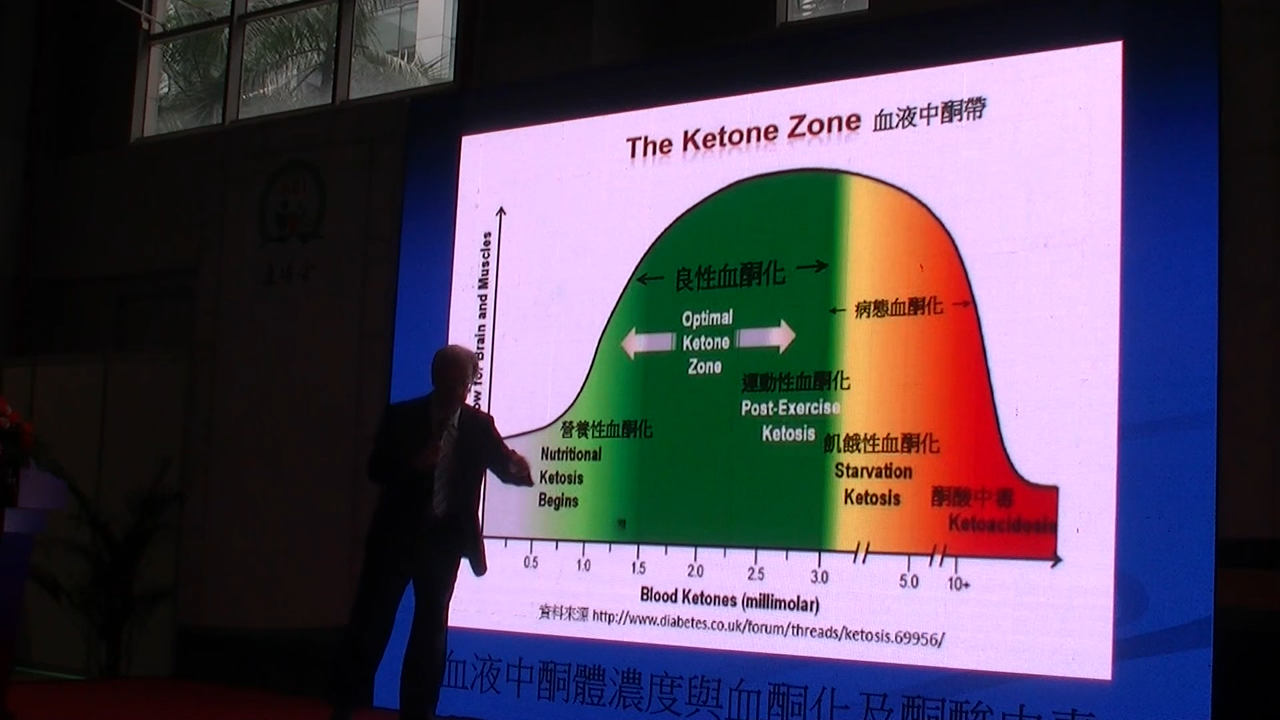 The Ketone Zone 血液中酮帶
Brain and Muscles
良性血酮化
病態血酮化
Optimal
Ketone
Zone
運動性血酮化
Post-Exercise
Ketosis
營養性血酮化
Nutritional
Ketosis
Begins
飢餓性血酮化
Starvation
Ketosis
酮酸中毒
Ketoacidosis
0.5 1.0 1.5 2.0 2.5 3.0 5.0 10+
Blood Ketones (millimolar)
資料來源 http://www.diabetes.co.uk/forum/threads/ketosis.69956/
血液中酮體濃度與血酮化及酮酸中毒